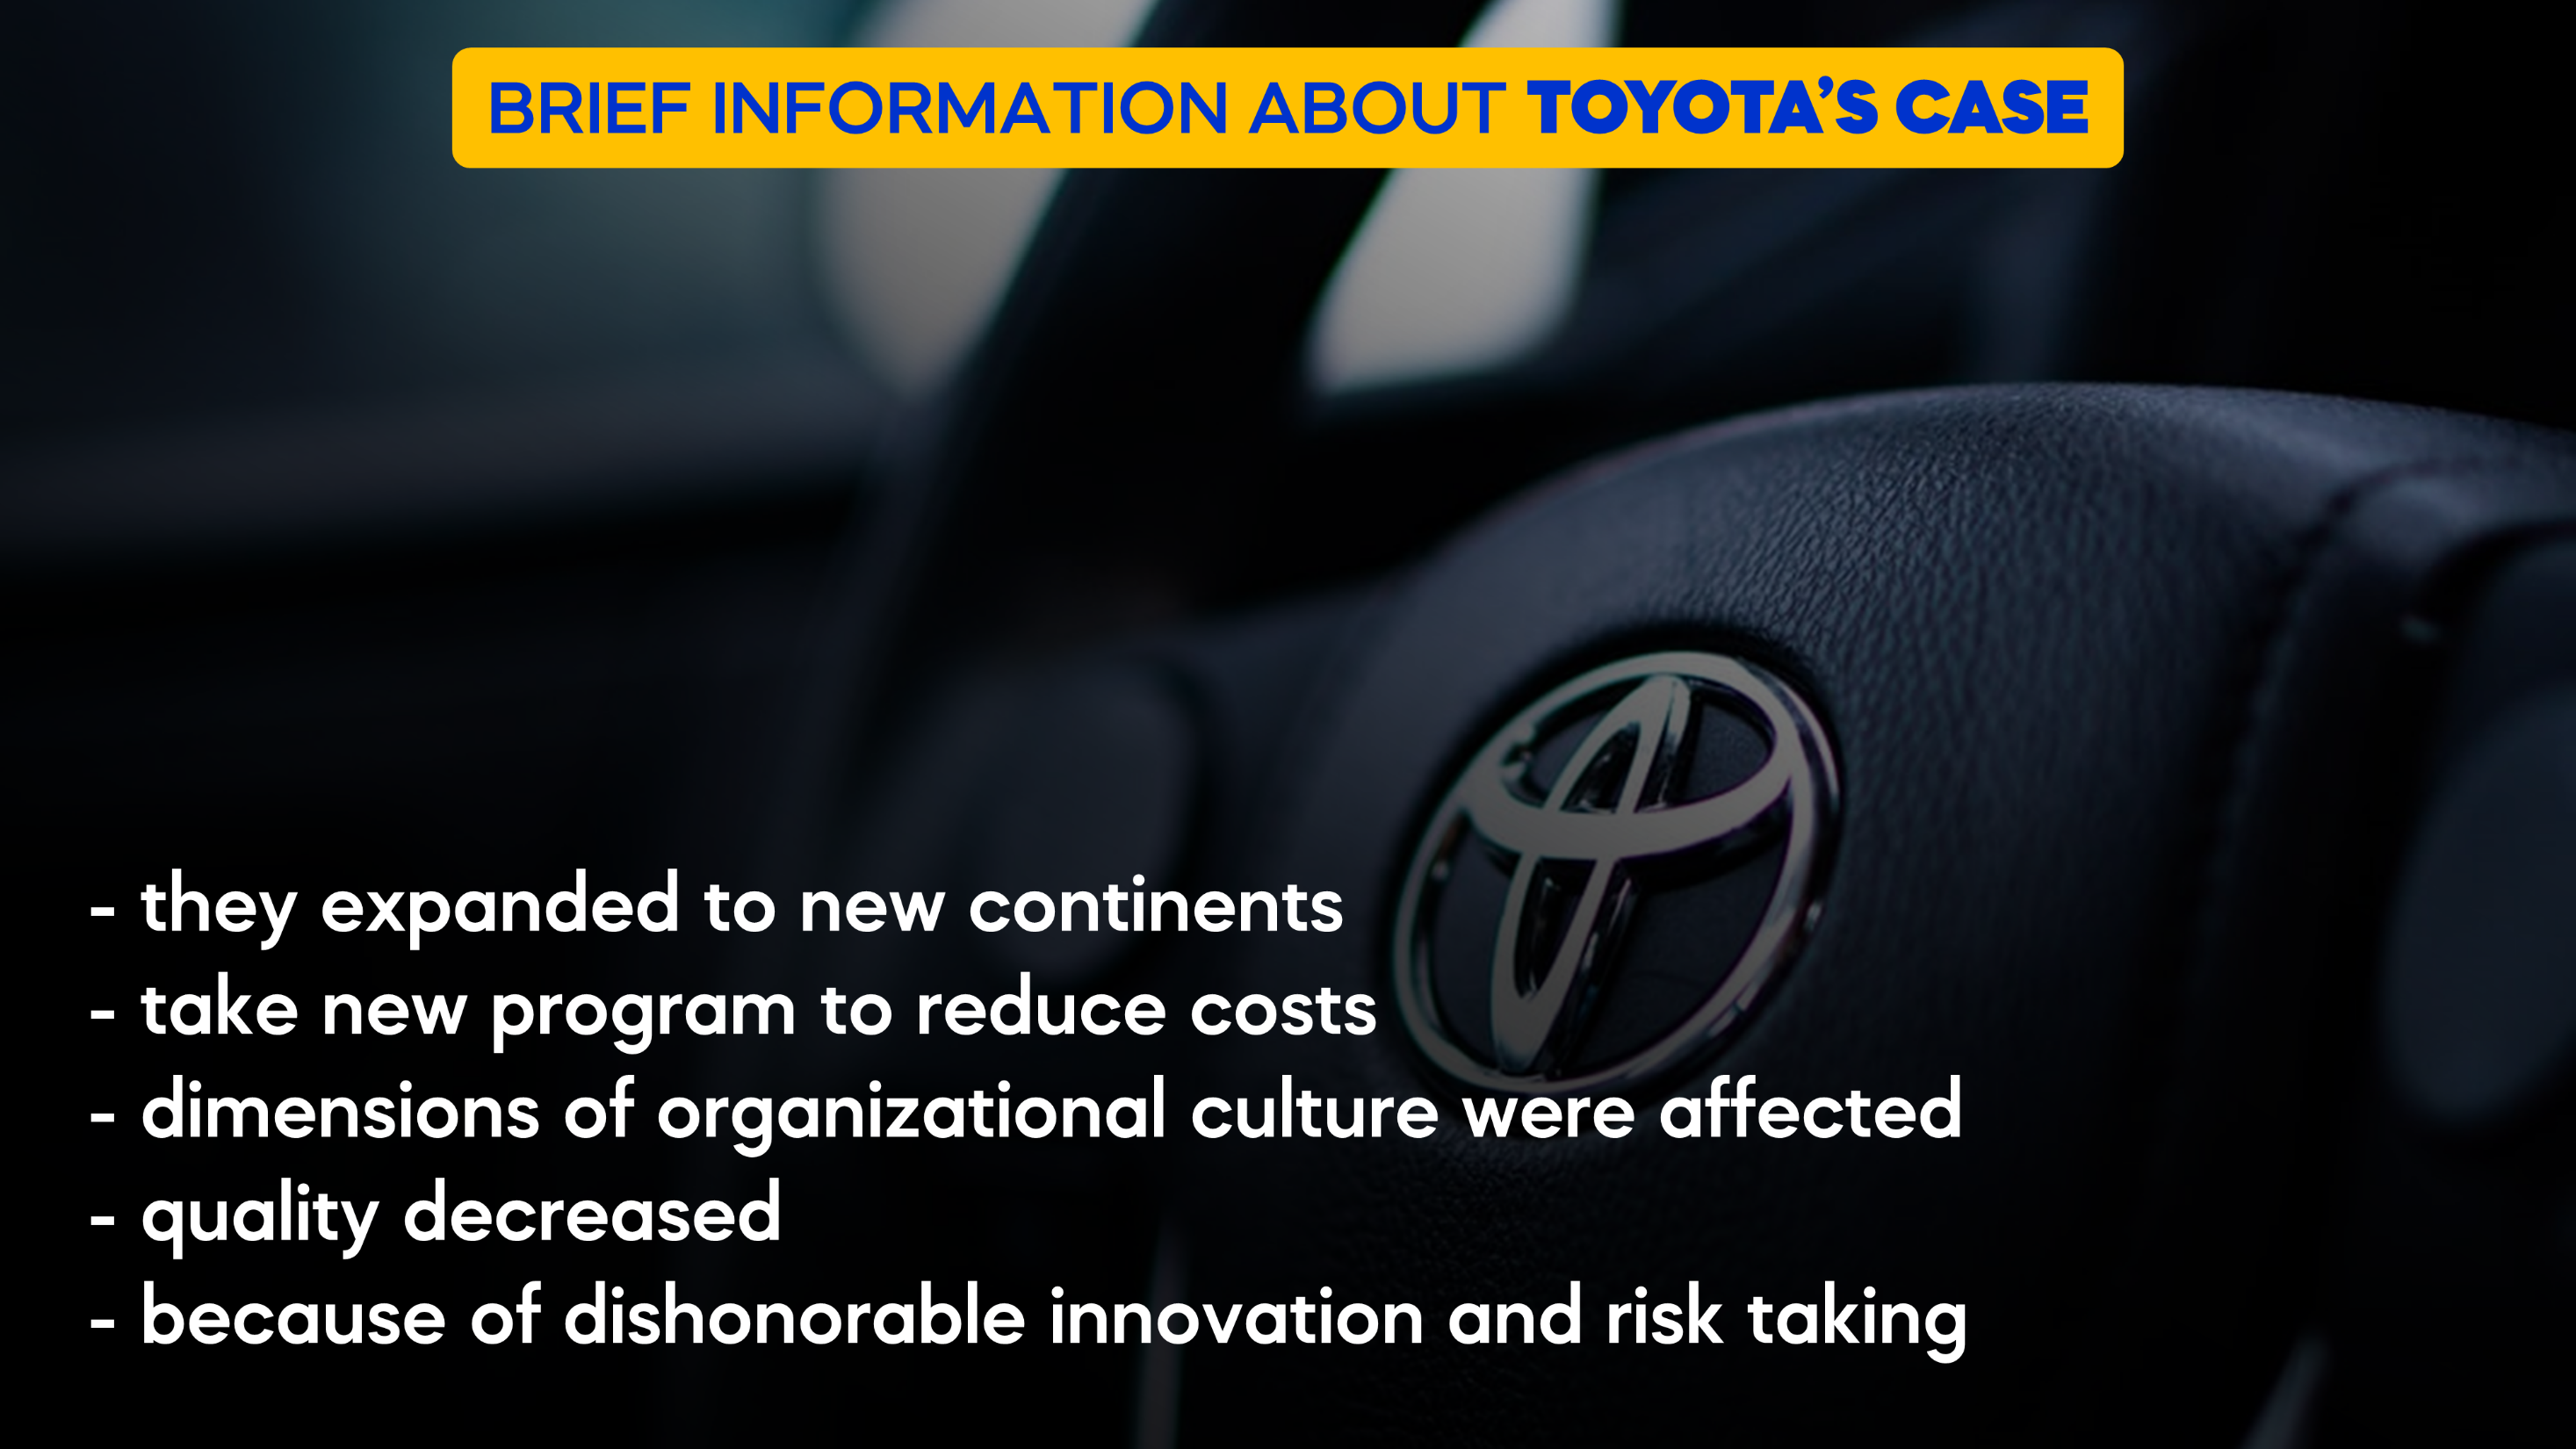 BRIEF INFORMATION ABOUT TOYOTA’S CASE
- they expanded to new continents
- take new program to reduce costs
- dimensions of organizational culture were affected
- quality decreased
- because of dishonorable innovation and risk taking